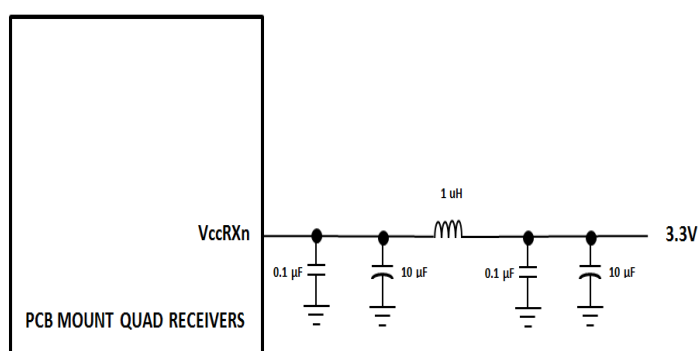 1 uH
VccRXn
3.3V
0.1 µF
10 µF
0.1 µF
10 µF
PCB MOUNT QUAD RECEIVERS